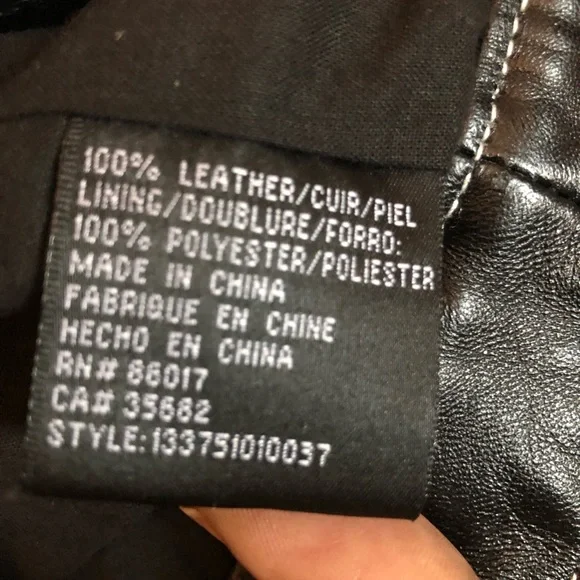 100% LEATHER/CUIR/PIEL
LINING/DOUBLURE/FORRO:
100% POLYESTER/POLIESTER
MADE IN CHINA
FABRIQUE EN CHINE
HECHO EN CHINA
RN# 86017
CA# 35682
STYLE:133751010037